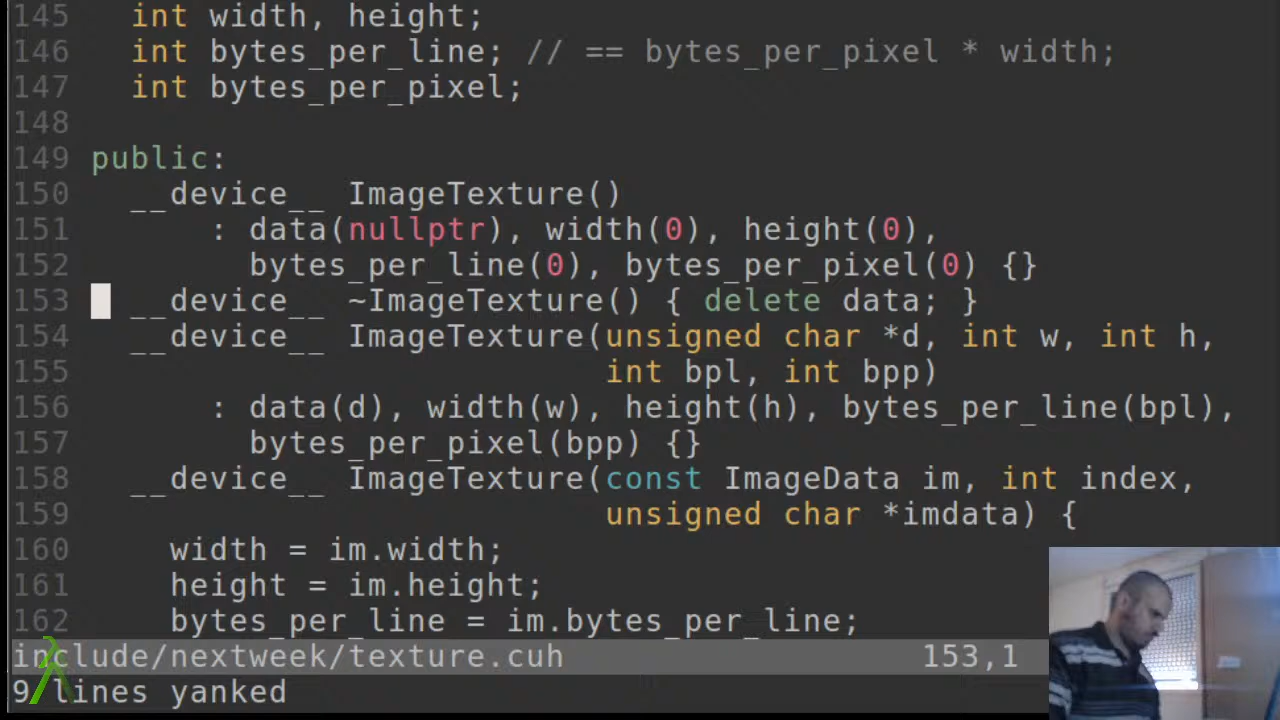 145   int width, height;
146   int bytes_per_line; // == bytes_per_pixel * width;
147   int bytes_per_pixel;
148
149 public:
150   __device__ ImageTexture()
151       : data(nullptr), width(0), height(0),
152         bytes_per_line(0), bytes_per_pixel(0) {}
153   __device__ ~ImageTexture() { delete data; }
154   __device__ ImageTexture(unsigned char *d, int w, int h,
155                           int bpl, int bpp)
156       : data(d), width(w), height(h), bytes_per_line(bpl),
157         bytes_per_pixel(bpp) {}
158   __device__ ImageTexture(const ImageData im, int index,
159                           unsigned char *imdata) {
160     width = im.width;
161     height = im.height;
162     bytes_per_line = im.bytes_per_line;
include/nextweek/texture.cuh 153,1
9 lines yanked
λ